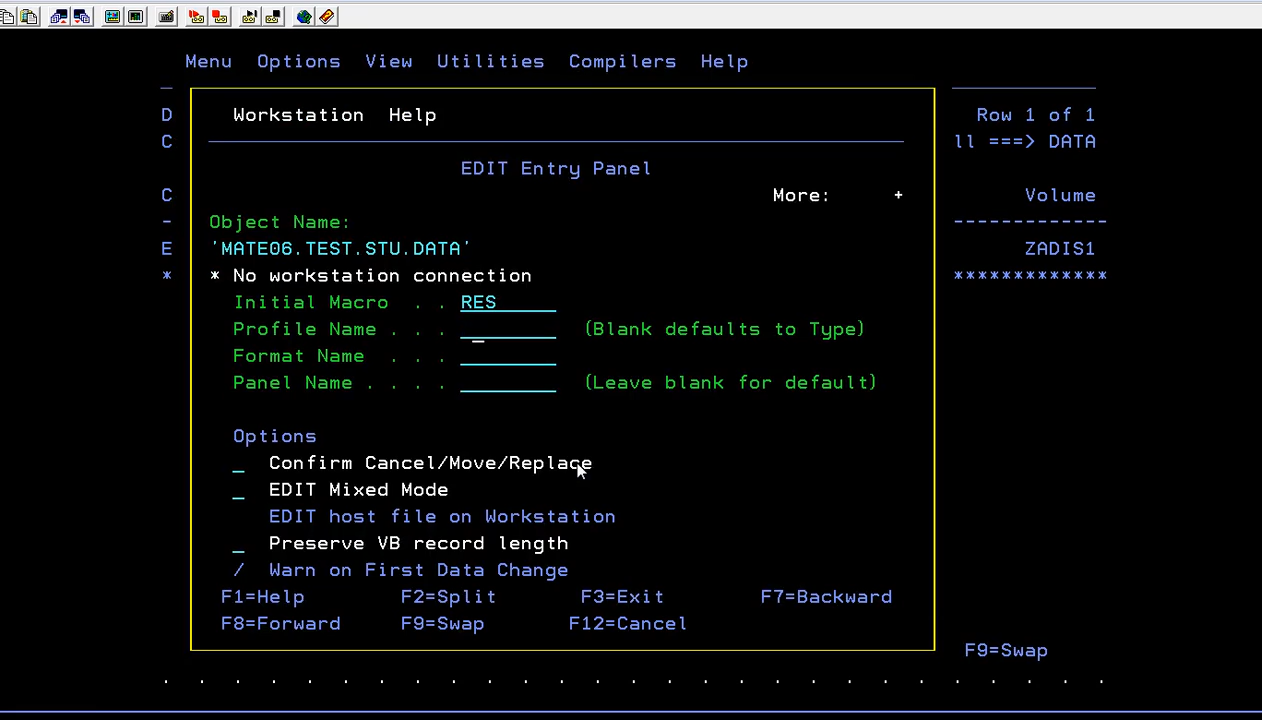 Menu Options View Utilities Compilers Help
D Workstation Help Row 1 of 1
C ll ===> DATA
EDIT Entry Panel
C More: + Volume
- Object Name: -------------
E 'MATE06.TEST.STU.DATA' ZADIS1
* * No workstation connection *************
Initial Macro . . RES
Profile Name . . . (Blank defaults to Type)
Format Name . . .
Panel Name . . . . (Leave blank for default)
Options
_ Confirm Cancel/Move/Replace
_ EDIT Mixed Mode
EDIT host file on Workstation
_ Preserve VB record length
/ Warn on First Data Change
F1=Help F2=Split F3=Exit F7=Backward
F8=Forward F9=Swap F12=Cancel
F9=Swap
. . . . . . . . . . . . . . . . . . . . . . . . . . .